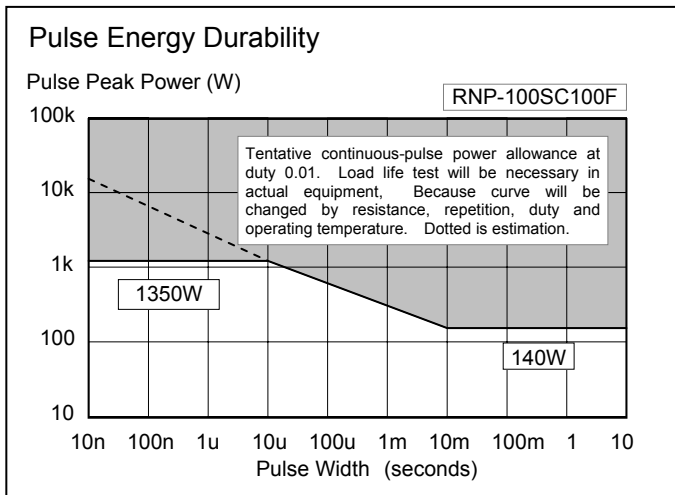 Pulse Energy Durability
Pulse Peak Power (W)
RNP-100SC100F
100k
Tentative continuous-pulse power allowance at
duty 0.01. Load life test will be necessary in
actual equipment, Because curve will be
changed by resistance, repetition, duty and
operating temperature. Dotted is estimation.
10k
1k
1350W
100
140W
10
10n 100n 1u 10u 100u 1m 10m 100m 1 10
Pulse Width (seconds)